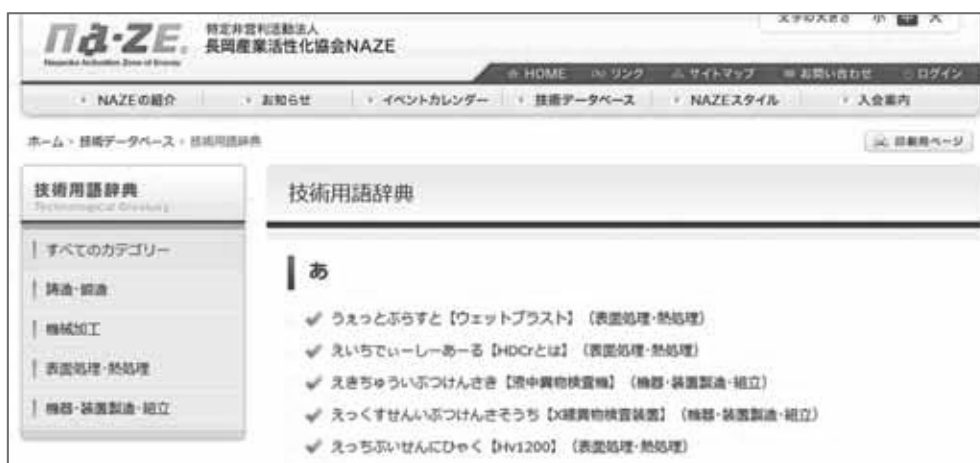 文字の大きさ 小 中 大
na-ZE.
Nagaoka Activation Zone of Energy
特定非営利活動法人
長岡産業活性化協会NAZE
HOME リンク サイトマップ お問い合わせ ログイン
NAZEの紹介 お知らせ イベントカレンダー 技術データベース NAZEスタイル 入会案内
ホーム > 技術データベース > 技術用語辞典
印刷用ページ
技術用語辞典
Technological Glossary
すべてのカテゴリー
鋳造・鍛造
機械加工
表面処理・熱処理
機器・装置製造・組立
技術用語辞典
あ
うぇっとぶらすと【ウェットブラスト】（表面処理・熱処理）
えいちでぃーしーあーる【HDCrとは】（表面処理・熱処理）
えきちゅういぶつけんさき【液中異物検査機】（機器・装置製造・組立）
えっくすせんいぶつけんさそうち【X線異物検査装置】（機器・装置製造・組立）
えっちぶいせんにひゃく【Hv1200】（表面処理・熱処理）